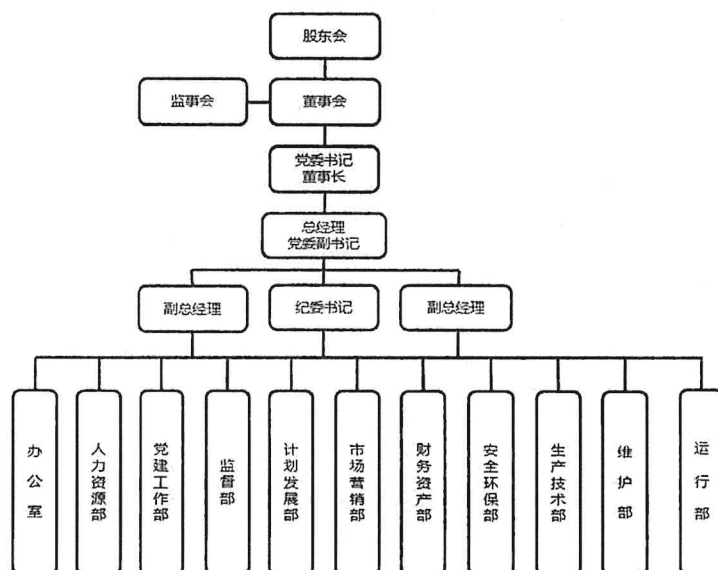 股东会
监事会
董事会
党委书记
董事长
总经理
党委副书记
副总经理
纪委书记
副总经理
办公室
人力资源部
党建工作部
监督部
计划发展部
市场营销部
财务资产部
安全环保部
生产技术部
维护部
运行部